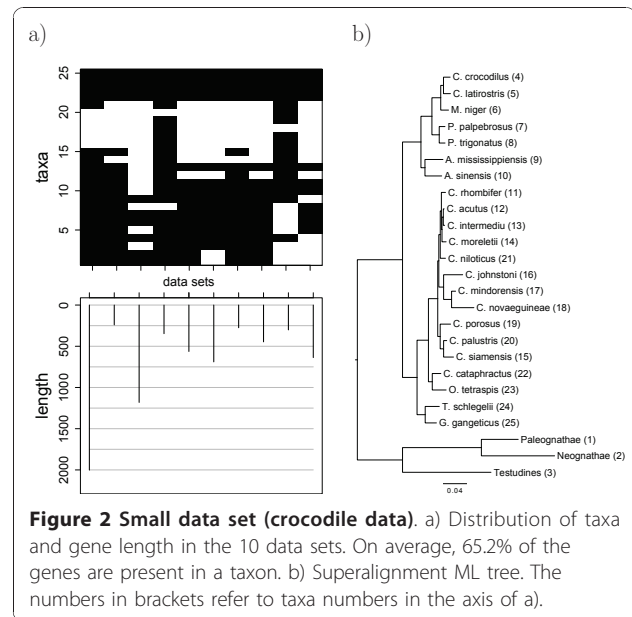 a)
25
20
15
10
5
taxa
data sets
0
500
1000
1500
2000
length
b)
C. crocodilus (4)
C. latirostris (5)
M. niger (6)
P. palpebrosus (7)
P. trigonatus (8)
A. mississippiensis (9)
A. sinensis (10)
C. rhombifer (11)
C. acutus (12)
C. intermediu (13)
C. moreletii (14)
C. niloticus (21)
C. johnstoni (16)
C. mindorensis (17)
C. novaeguineae (18)
C. porosus (19)
C. palustris (20)
C. siamensis (15)
C. cataphractus (22)
O. tetraspis (23)
T. schlegelii (24)
G. gangeticus (25)
Paleognathae (1)
Neognathae (2)
Testudines (3)
0.04
Figure 2 Small data set (crocodile data). a) Distribution of taxa
and gene length in the 10 data sets. On average, 65.2% of the
genes are present in a taxon. b) Superalignment ML tree. The
numbers in brackets refer to taxa numbers in the axis of a).